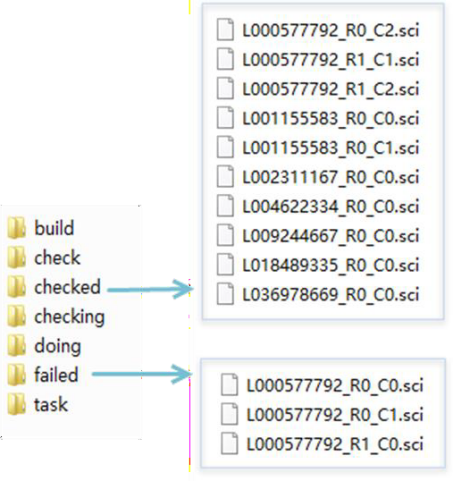 L000577792_R0_C2.sci
L000577792_R1_C1.sci
L000577792_R1_C2.sci
L001155583_R0_C0.sci
L001155583_R0_C1.sci
L002311167_R0_C0.sci
L004622334_R0_C0.sci
L009244667_R0_C0.sci
L018489335_R0_C0.sci
L036978669_R0_C0.sci
build
check
checked
checking
doing
failed
task
L000577792_R0_C0.sci
L000577792_R0_C1.sci
L000577792_R1_C0.sci